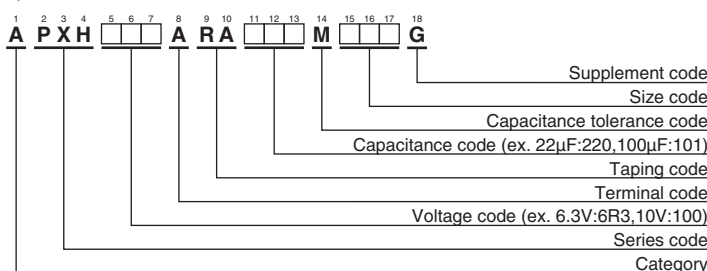 1 2 3 4 5 6 7 8 9 10 11 12 13 14 15 16 17 18
A PXH A RA M G
Supplement code
Size code
Capacitance tolerance code
Capacitance code (ex. 22μF:220,100μF:101)
Taping code
Terminal code
Voltage code (ex. 6.3V:6R3,10V:100)
Series code
Category